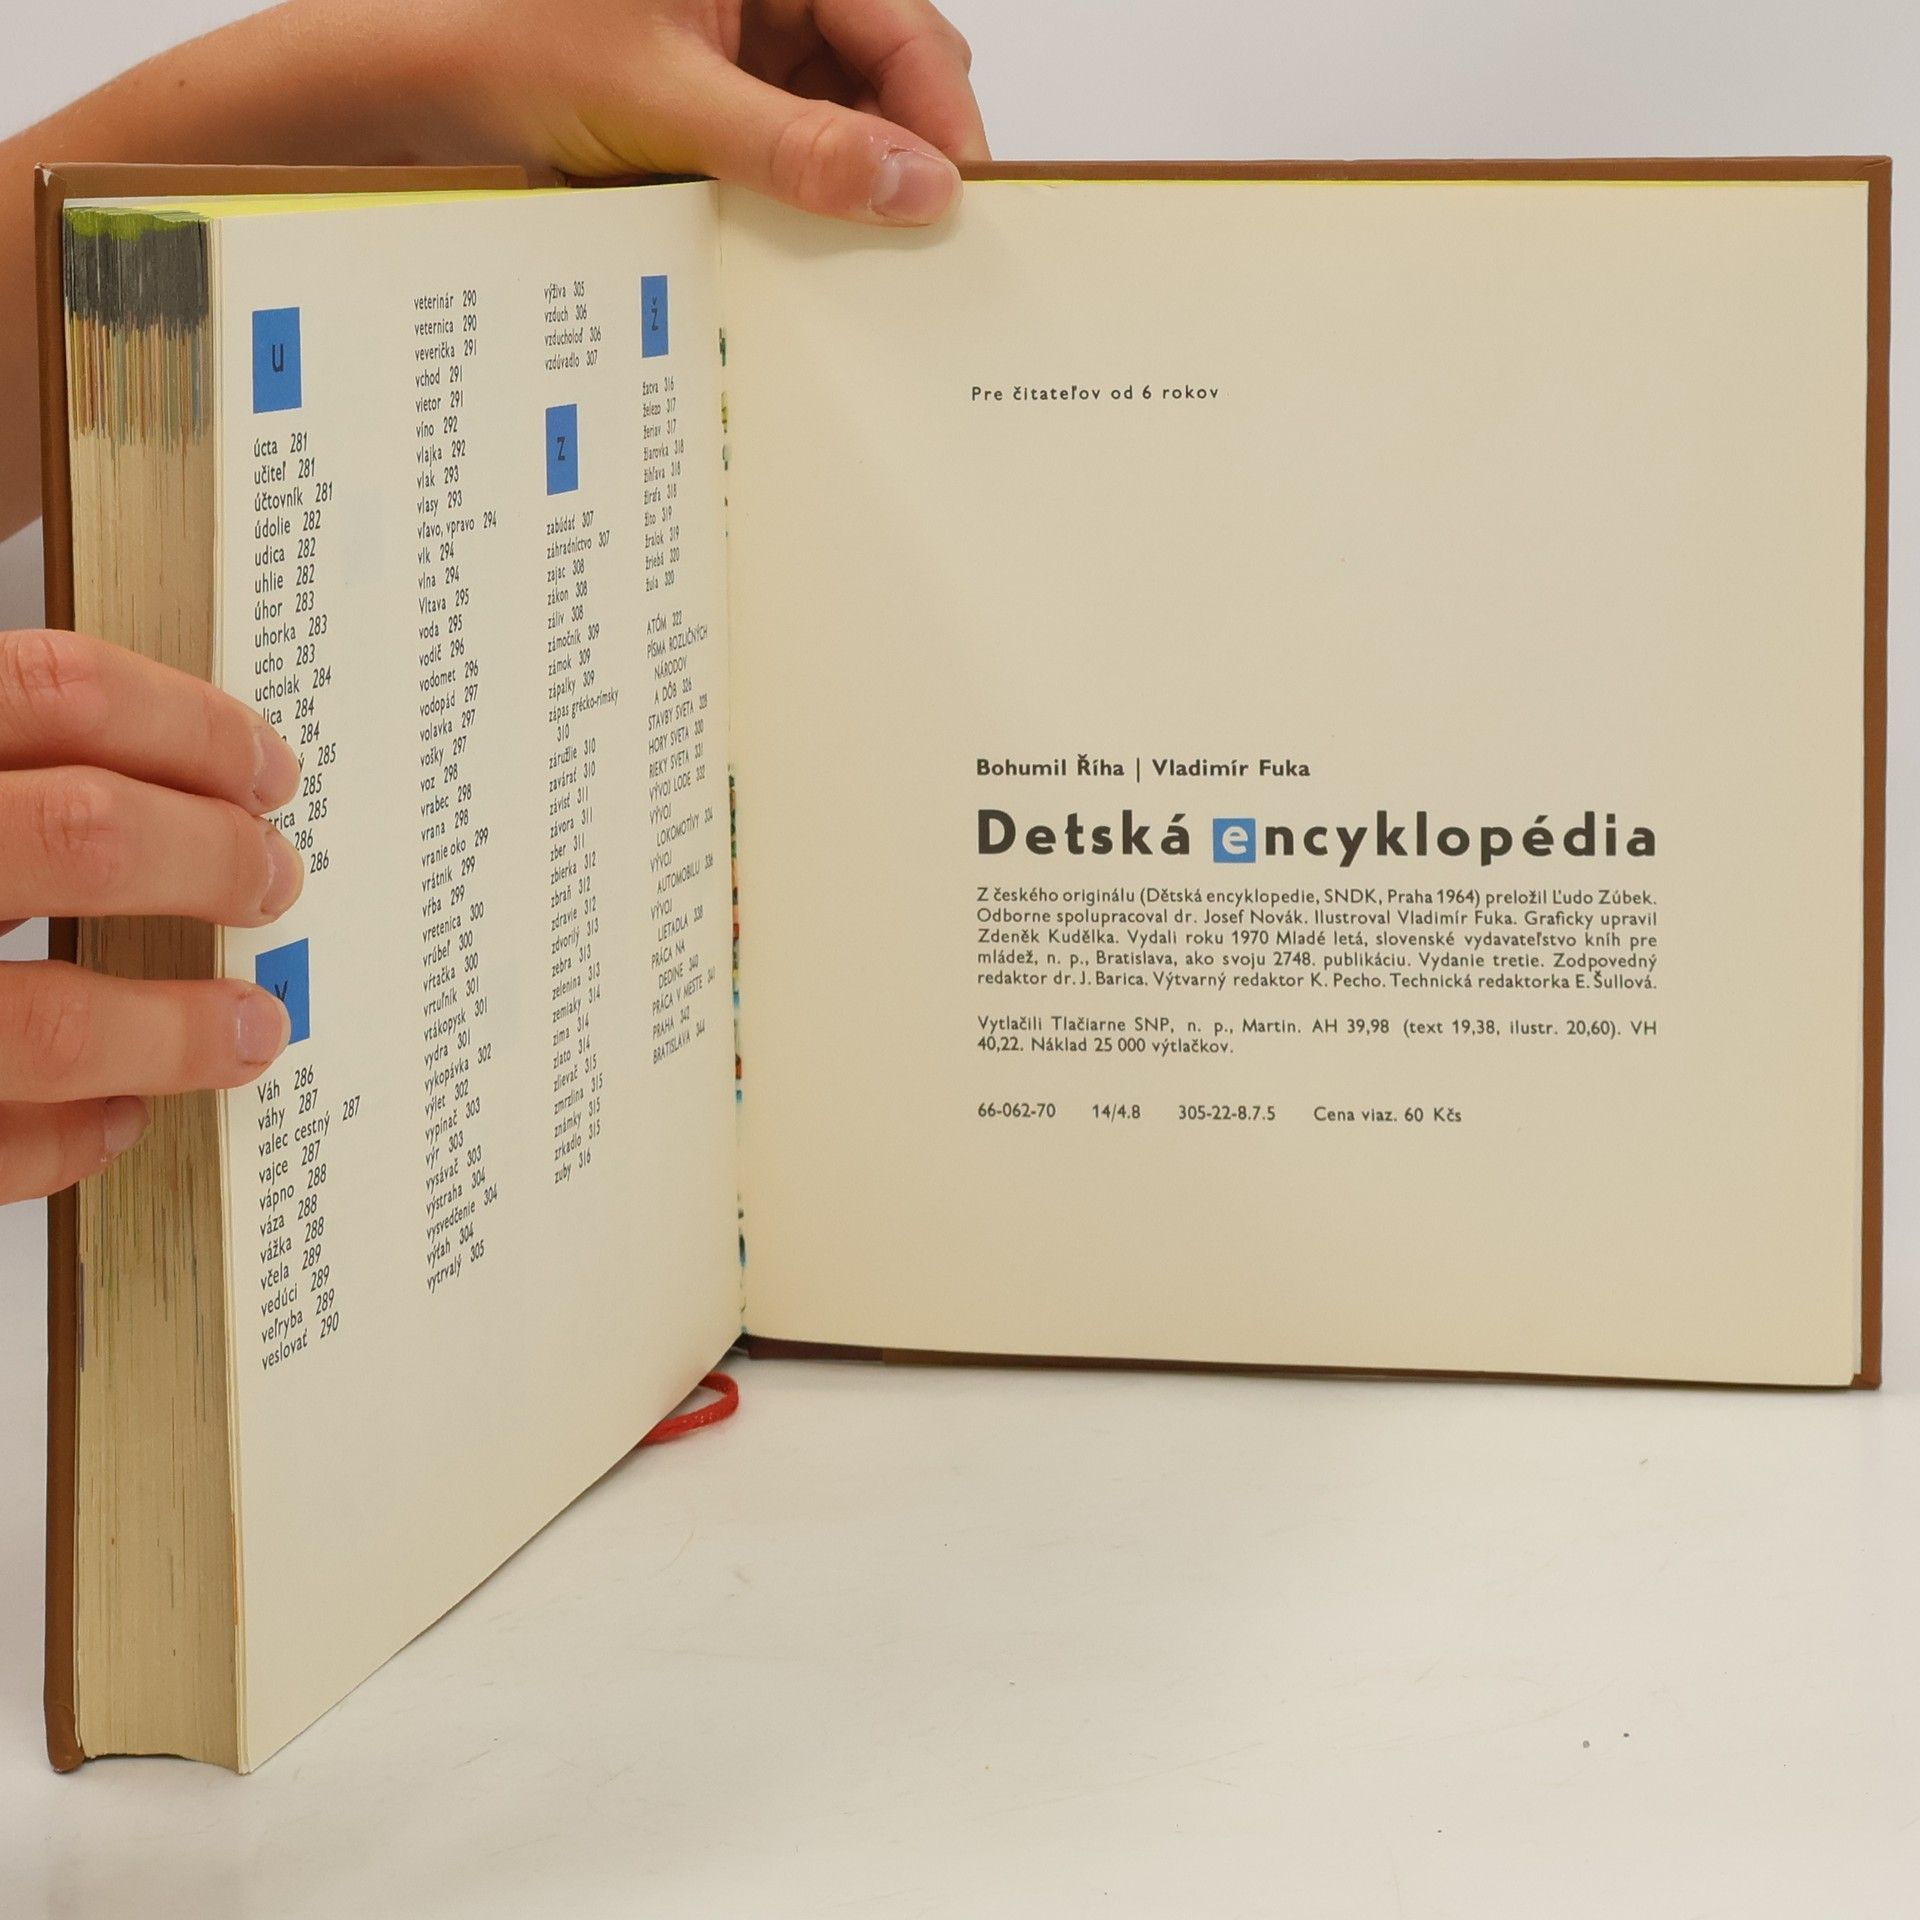 u
úcta 281
učiteľ 281
účtovník 281
údolie 282
udica 282
uhlie 282
úhor 283
uhorka 283
ucho 283
ucholak 284
284
284
285
285
285
286
286
v
Váh 286
váhy 287
valec cestný 287
vajce 287
vápno 288
váza 288
vážka 288
včela 289
vedúci 289
veľryba 289
veslovať 290
veterinár 290
veternica 290
veverička 291
vchod 291
vietor 291
víno 292
vlajka 292
vlak 293
vlasy 293
vľavo, vpravo 294
vlk 294
vlna 294
Vltava 295
voda 295
vodič 296
vodomet 296
vodopád 297
volavka 297
vošky 297
voz 298
vrabec 298
vrana 298
vranie oko 299
vrátnik 299
vŕba 299
vretenica 300
vrúbeľ 300
vŕtačka 300
vrtuľník 301
vtákopysk 301
vydra 301
vykopávka 302
výlet 302
vypínač 303
výr 303
vysávač 303
výstraha 304
vysvedčenie 304
výťah 304
vytrvalý 305
výživa 305
vzduch 306
vzducholoď 306
vzdúvadlo 307
z
zabúdať 307
záhradníctvo 307
zajac 308
zákon 308
záliv 308
zámočník 309
zámok 309
zápalky 309
zápas grécko-rímsky
310
záružlie 310
zavárať 310
závisť 311
závora 311
zber 311
zbierka 312
zbraň 312
zdravie 312
zdvorilý 313
zebra 313
zelenina 313
zemiaky 314
zima 314
zlato 314
zlievač 315
zmrzlina 315
známky 315
zrkadlo 315
zuby 316
ž
žatva 316
železo 317
žeriav 317
žiarovka 318
žihľava 318
žirafa 318
žito 319
žralok 319
žriebä 320
žula 320
ATÓM 322
PÍSMA ROZLIČNÝCH
NÁRODOV
A DÔB 326
STAVBY SVETA 328
HORY SVETA 330
RIEKY SVETA 331
VÝVOJ LODE 332
VÝVOJ
LOKOMOTÍVY 334
VÝVOJ
AUTOMOBILU 336
VÝVOJ
LIETADLA 338
PRÁCA NA
DEDINE 340
PRÁCA V MESTE 341
PRAHA 342
BRATISLAVA 344
Pre čitateľov od 6 rokov
Bohumil Říha | Vladimír Fuka
Detská encyklopédia
Z českého originálu (Dětská encyklopedie, SNDK, Praha 1964) preložil Ľudo Zúbek.
Odborne spolupracoval dr. Josef Novák. Ilustroval Vladimír Fuka. Graficky upravil
Zdeněk Kudělka. Vydali roku 1970 Mladé letá, slovenské vydavateľstvo kníh pre
mládež, n. p., Bratislava, ako svoju 2748. publikáciu. Vydanie tretie. Zodpovedný
redaktor dr. J. Barica. Výtvarný redaktor K. Pecho. Technická redaktorka E. Šullová.
Vytlačili Tlačiarne SNP, n. p., Martin. AH 39,98 (text 19,38, ilustr. 20,60). VH
40,22. Náklad 25 000 výtlačkov.
66-062-70 14/4.8 305-22-8.7.5 Cena viaz. 60 Kčs